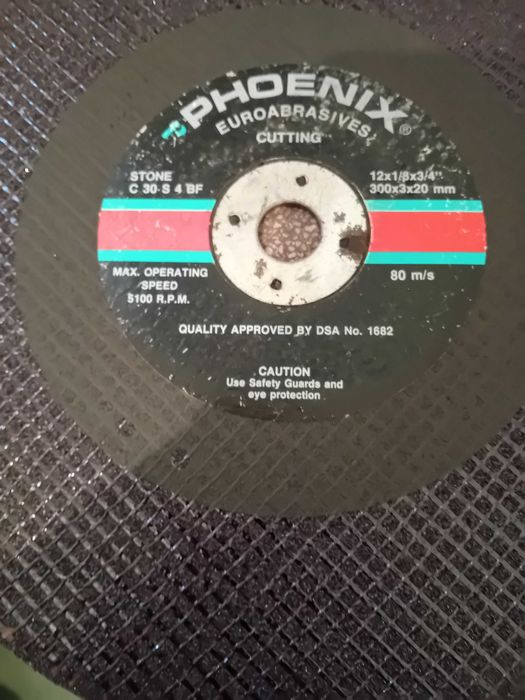 PHOENIX®
EUROABRASIVES
CUTTING
STONE
C 30 S 4 BF
12x1/8x3/4"
300x3x20 mm
MAX. OPERATING
SPEED
5100 R.P.M.
80 m/s
QUALITY APPROVED BY DSA No. 1682
CAUTION
Use Safety Guards and
eye protection